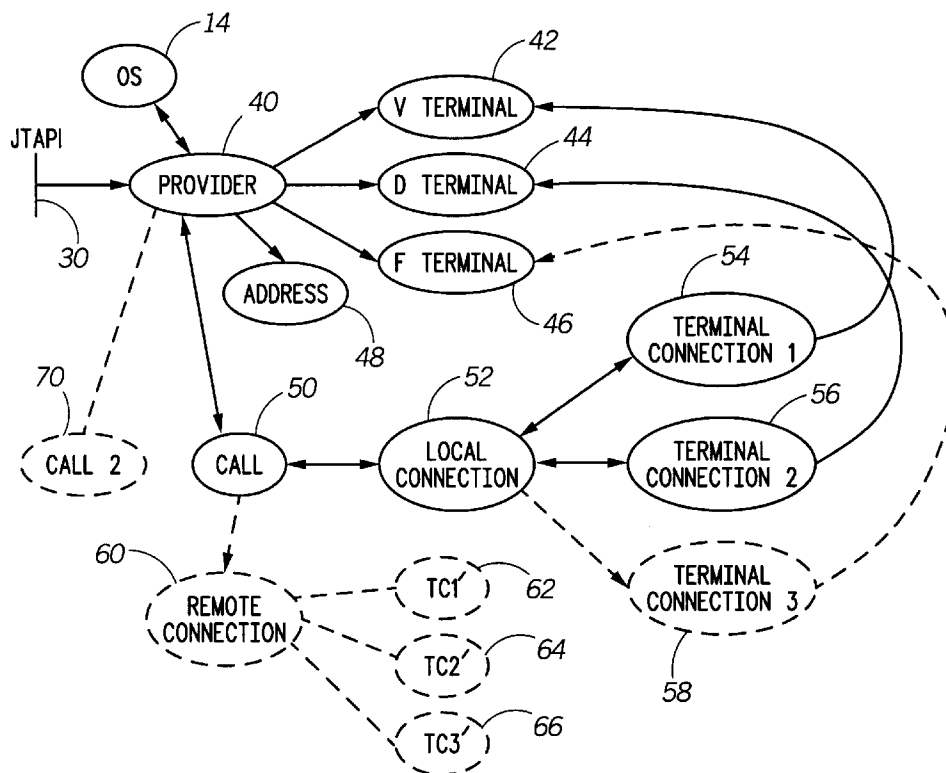 14
OS
40
42
V TERMINAL
JTAPI
44
PROVIDER
D TERMINAL
30
F TERMINAL
54
ADDRESS
46
48
TERMINAL
CONNECTION 1
70
50
52
56
CALL 2
CALL
LOCAL
CONNECTION
TERMINAL
CONNECTION 2
60
REMOTE
CONNECTION
TC1′
62
TERMINAL
CONNECTION 3
TC2′
64
58
TC3′
66